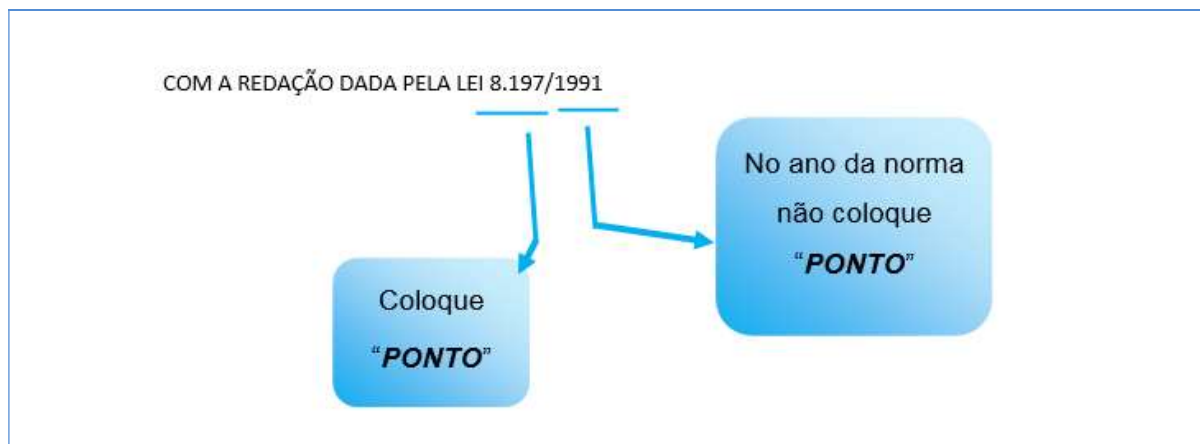 COM A REDAÇÃO DADA PELA LEI 8.197/1991
No ano da norma
não coloque
“PONTO”
Coloque
“PONTO”